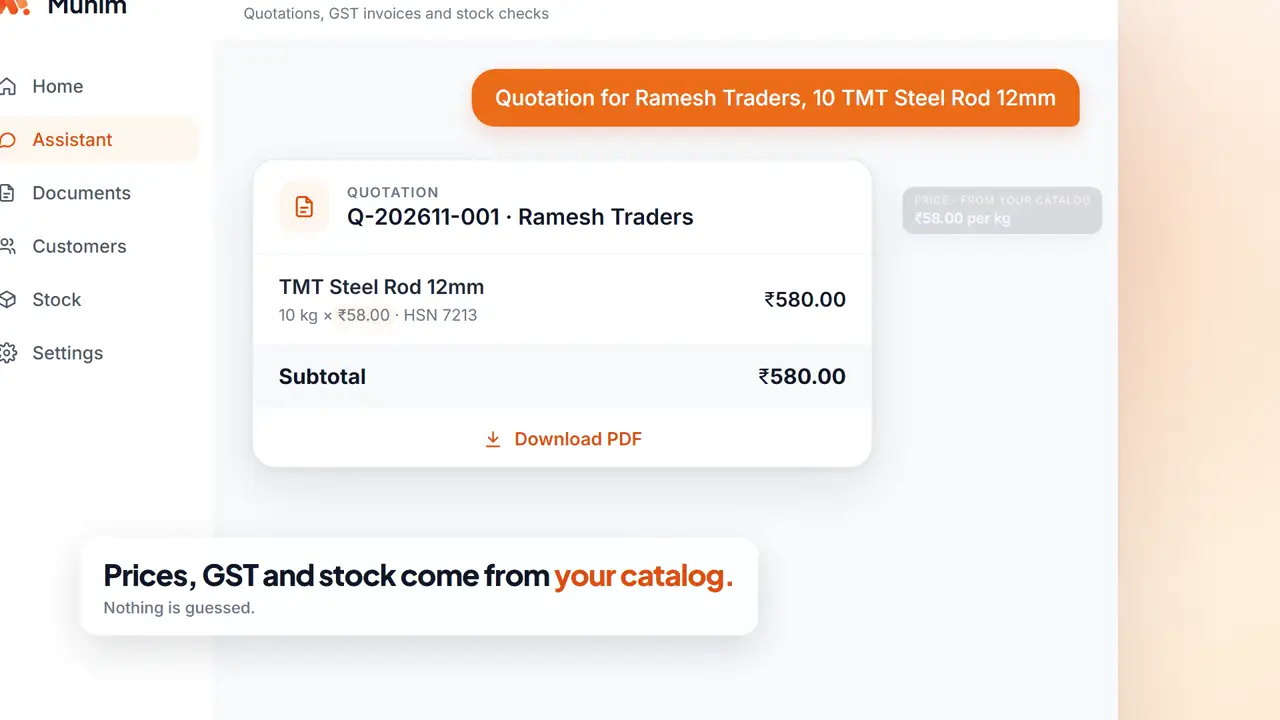 Munim
Quotations, GST invoices and stock checks
Home
Assistant
Documents
Customers
Stock
Settings
Quotation for Ramesh Traders, 10 TMT Steel Rod 12mm
QUOTATION
Q-202611-001 · Ramesh Traders
PRICE · FROM YOUR CATALOG
₹58.00 per kg
TMT Steel Rod 12mm
10 kg × ₹58.00 · HSN 7213
₹580.00
Subtotal
₹580.00
Download PDF
Prices, GST and stock come from your catalog.
Nothing is guessed.